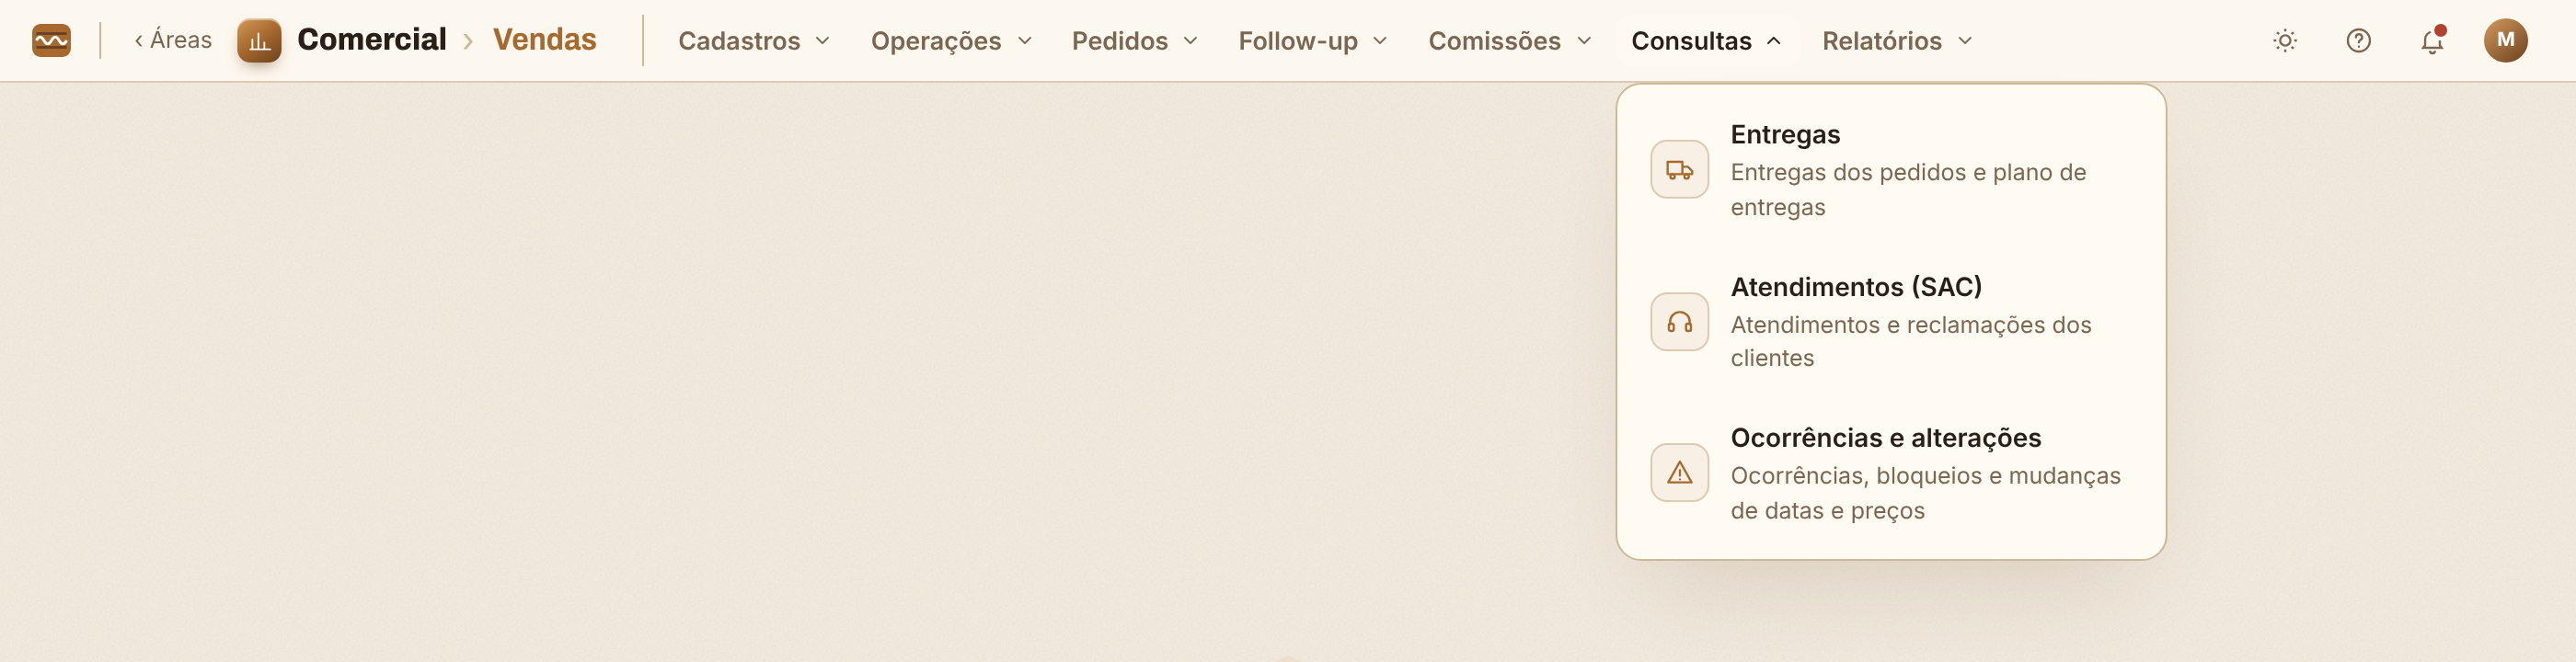 ‹ Áreas Comercial › Vendas Cadastros Operações Pedidos Follow-up Comissões Consultas Relatórios M
Entregas
Entregas dos pedidos e plano de
entregas
Atendimentos (SAC)
Atendimentos e reclamações dos
clientes
Ocorrências e alterações
Ocorrências, bloqueios e mudanças
de datas e preços